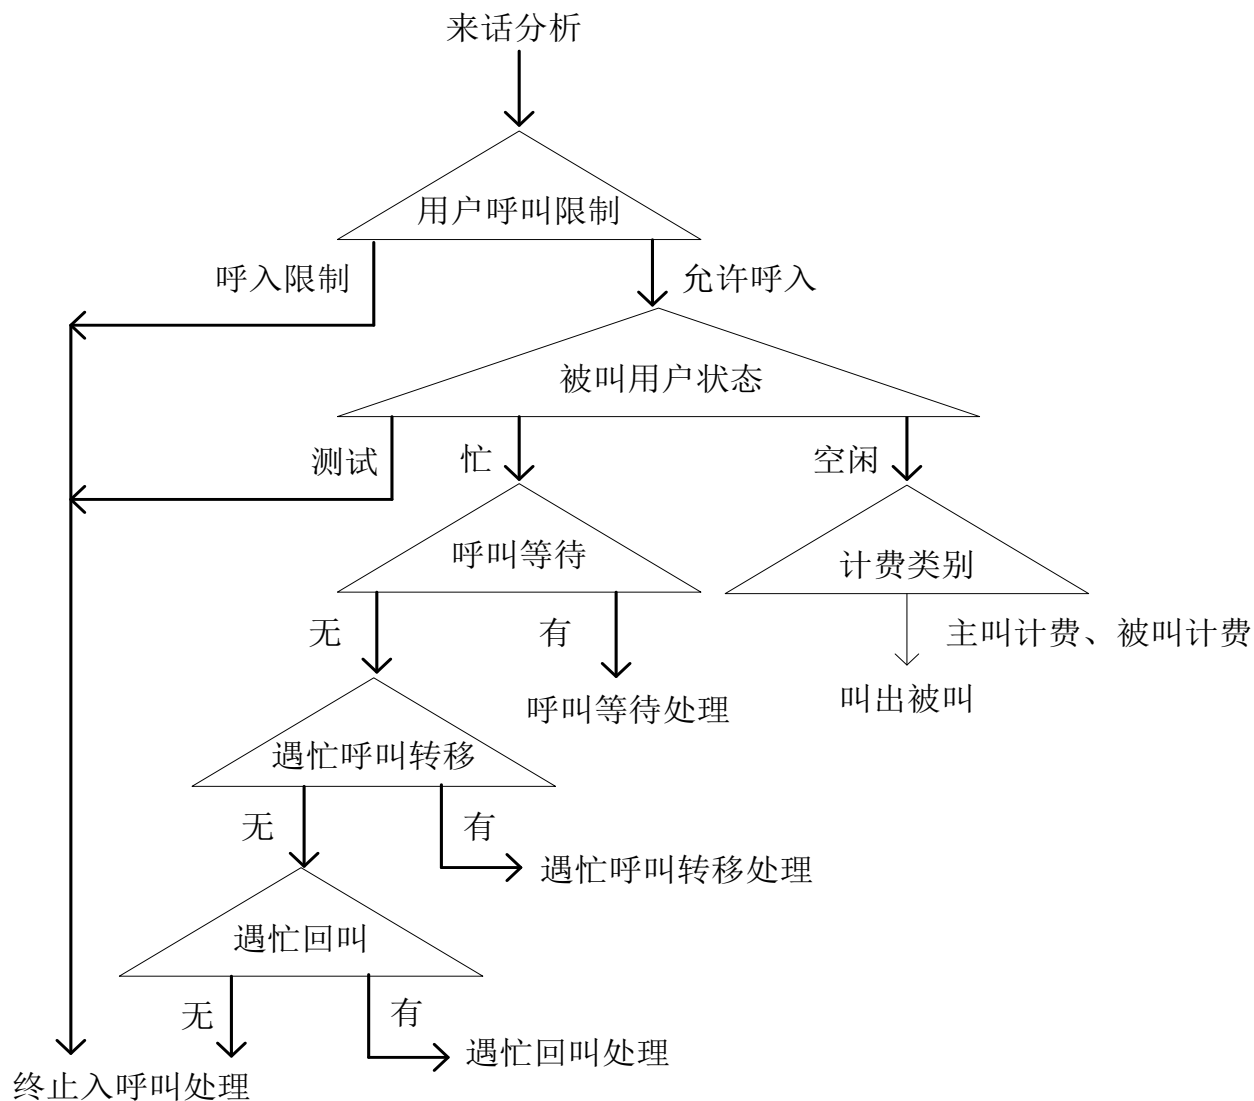 来话分析
用户呼叫限制
呼入限制
允许呼入
被叫用户状态
测试
忙
空闲
呼叫等待
计费类别
无
有
主叫计费、被叫计费
呼叫等待处理
叫出被叫
遇忙呼叫转移
无
有
遇忙呼叫转移处理
遇忙回叫
无
有
遇忙回叫处理
终止入呼叫处理